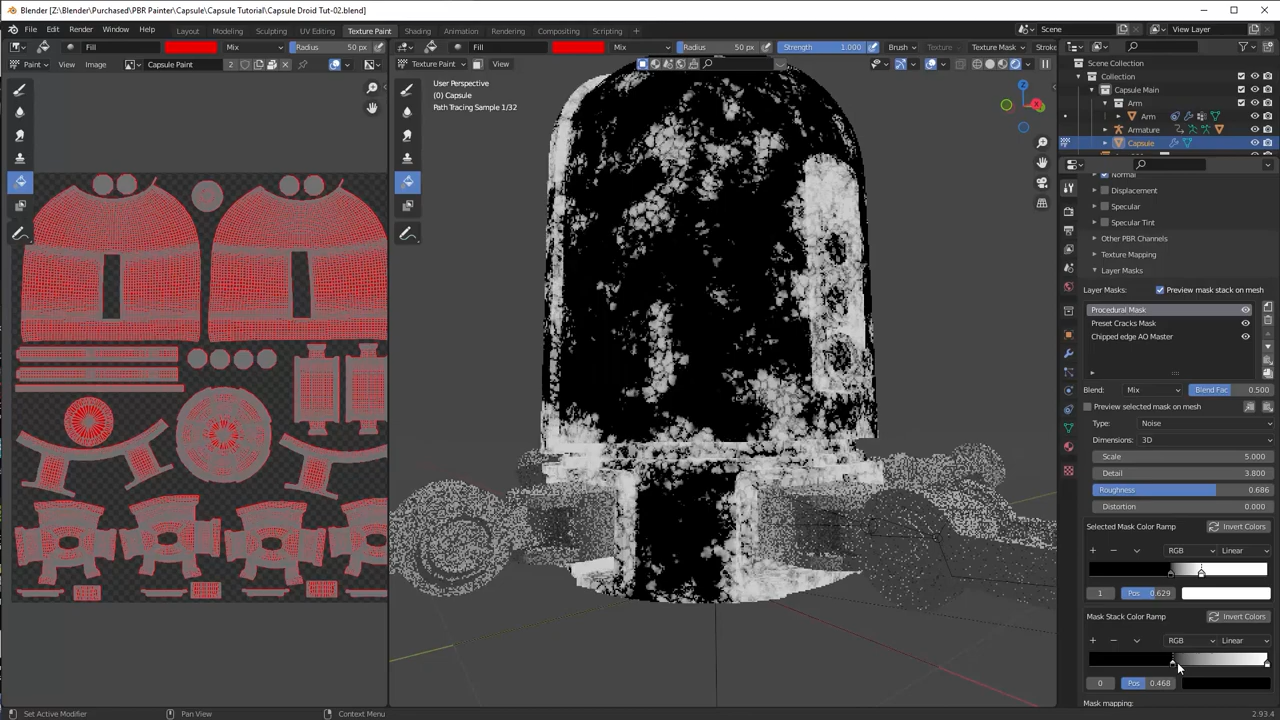 Blender [Z:\Blender\Purchased\PBR Painter\Capsule\Capsule Tutorial\Capsule Droid Tut-02.blend]
File Edit Render Window Help Layout Modeling Sculpting UV Editing Texture Paint Shading Animation Rendering Compositing Scripting Scene View Layer
Fill Mix Radius 50 px Fill Mix Radius 50 px Strength 1.000 Brush Texture Texture Mask Stroke
Paint View Image Capsule Paint 2 Texture Paint View
Scene Collection
Collection
Capsule Main
Arm
Arm
Armature
Capsule
User Perspective
(0) Capsule
Path Tracing Sample 1/32
Normal
Displacement
Specular
Specular Tint
Other PBR Channels
Texture Mapping
Layer Masks
Layer Masks: Preview mask stack on mesh
Procedural Mask
Preset Cracks Mask
Chipped edge AO Master
Blend: Mix Blend Fac 0.500
Preview selected mask on mesh
Type: Noise
Dimensions: 3D
Scale 5.000
Detail 3.800
Roughness 0.686
Distortion 0.000
Selected Mask Color Ramp Invert Colors
RGB Linear
1 Pos 0.629
Mask Stack Color Ramp Invert Colors
RGB Linear
0 Pos 0.468
Mask mapping:
Set Active Modifier Pan View Context Menu 2.93.4